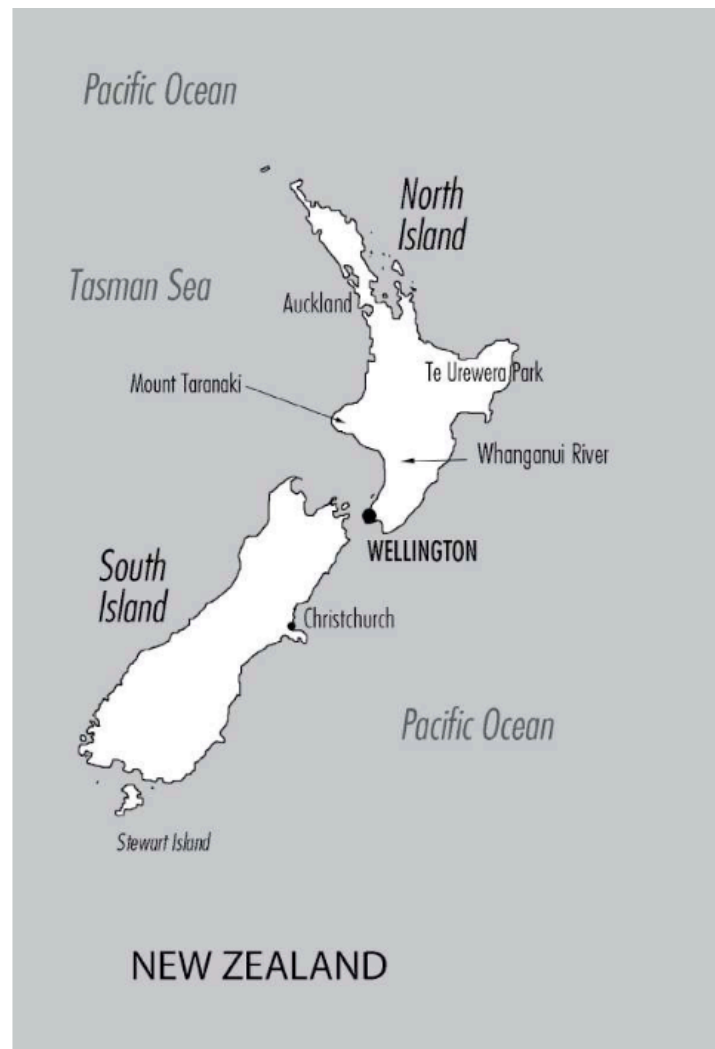 Pacific Ocean
North
Island
Tasman Sea
Auckland
Te Urewera Park
Mount Taranaki
Whanganui River
WELLINGTON
South
Island
Christchurch
Pacific Ocean
Stewart Island
NEW ZEALAND